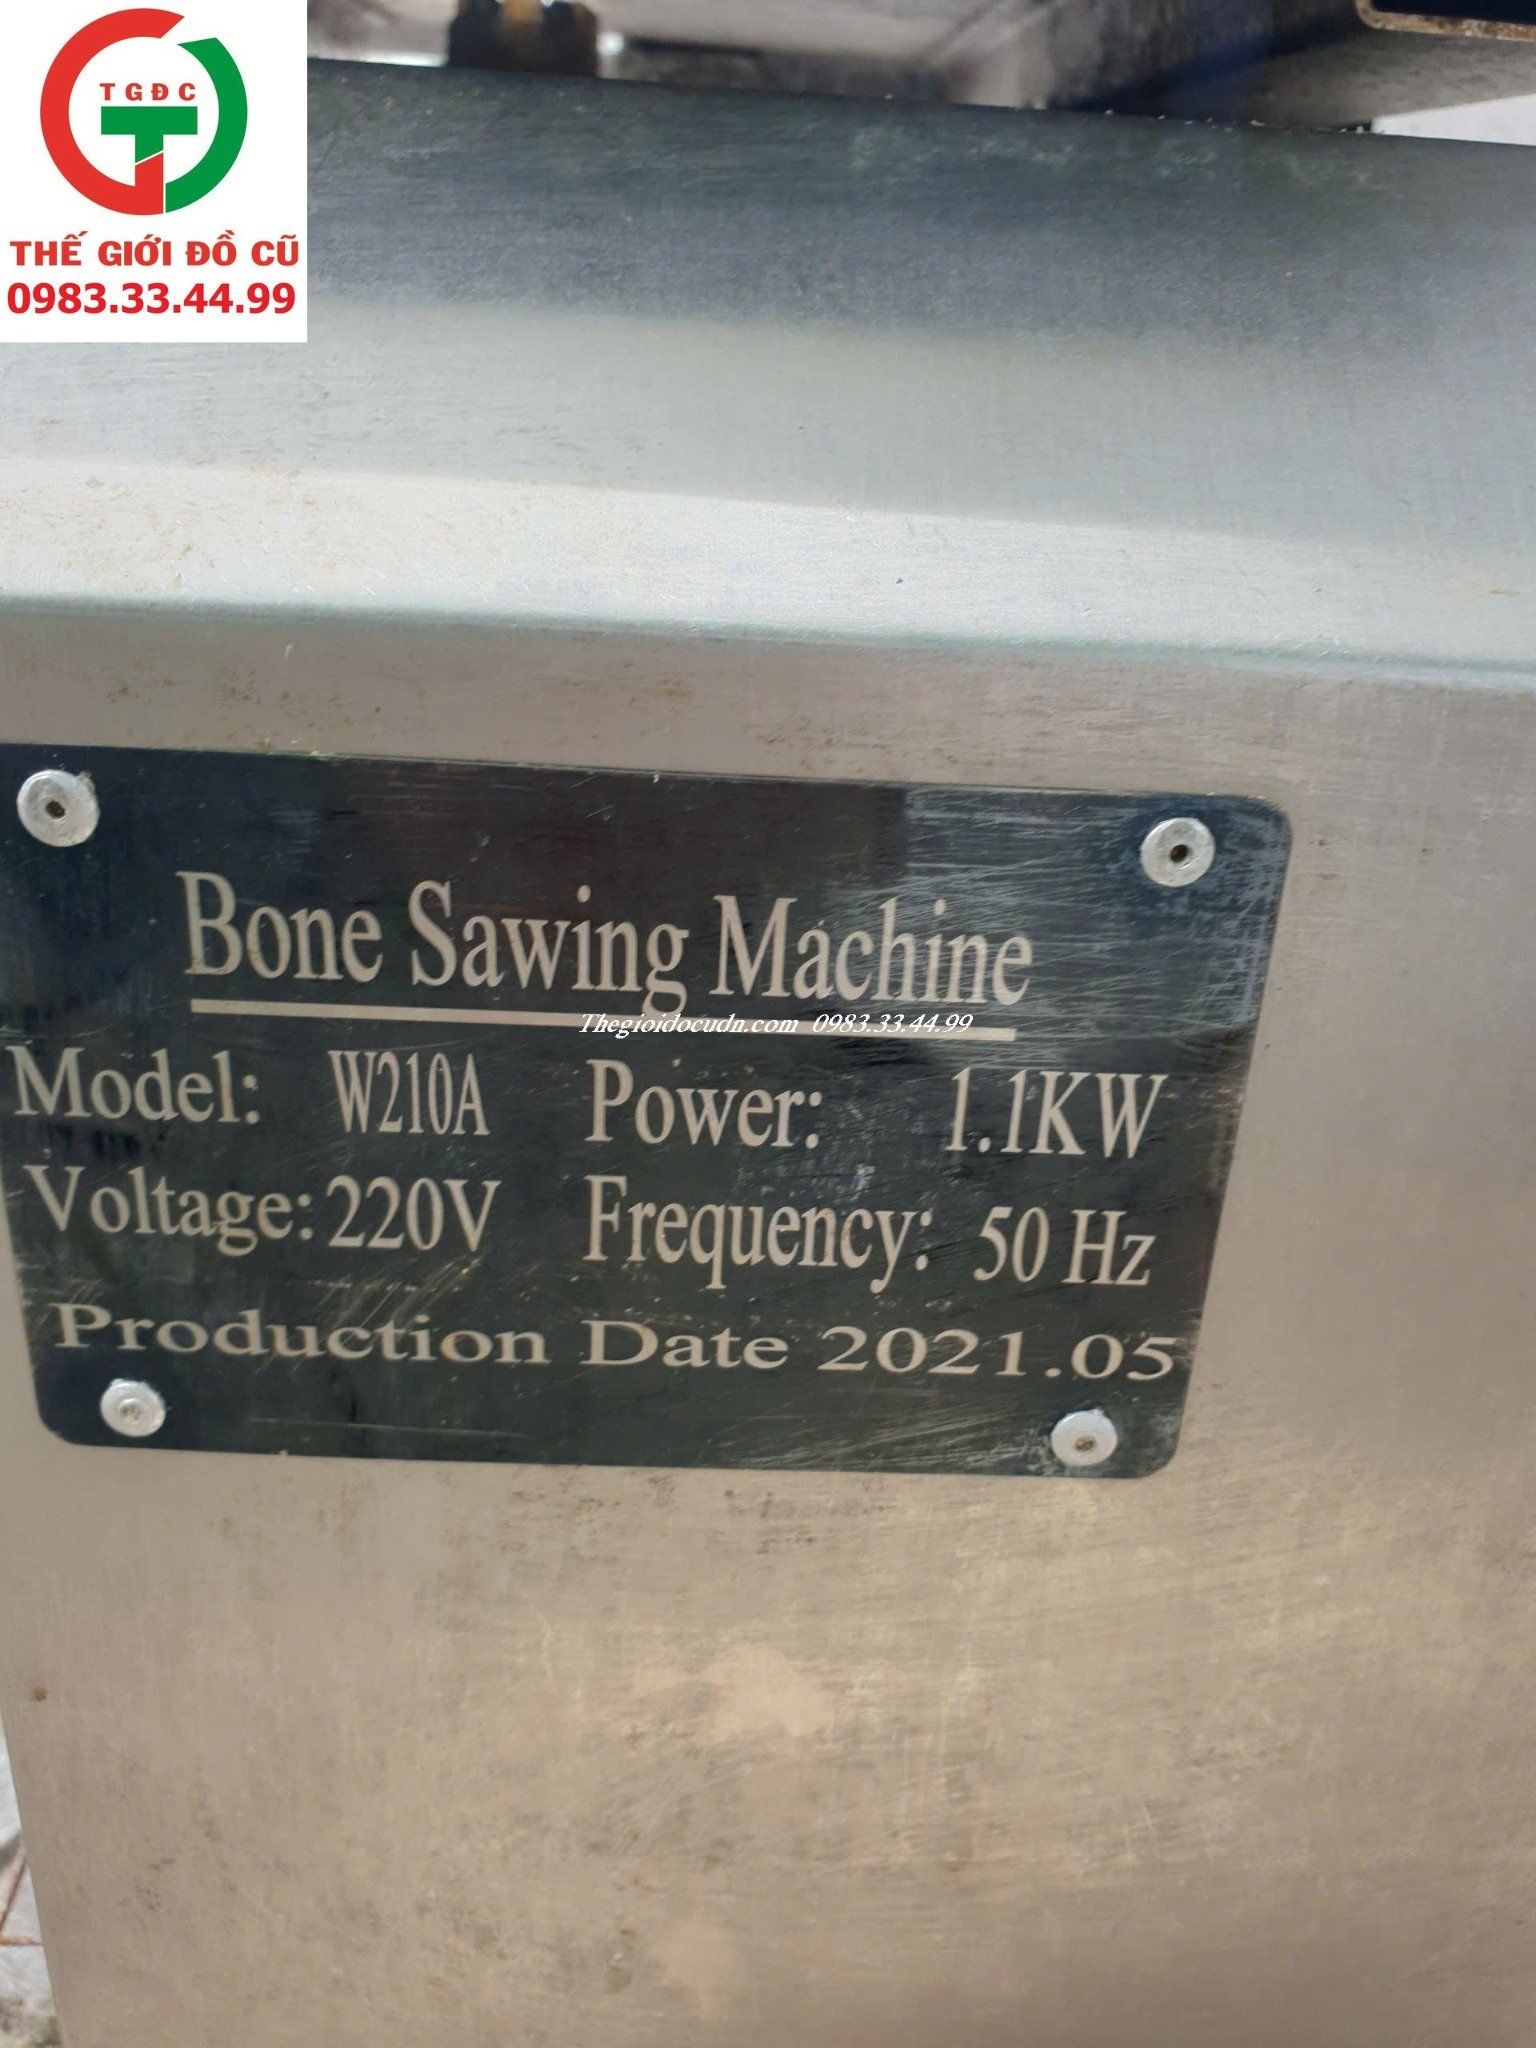 TGĐC
THẾ GIỚI ĐỒ CŨ
0983.33.44.99
Bone Sawing Machine
Thegioidocudn.com 0983.33.44.99
Model: W210A Power: 1.1KW
Voltage: 220V Frequency: 50 Hz
Production Date 2021.05